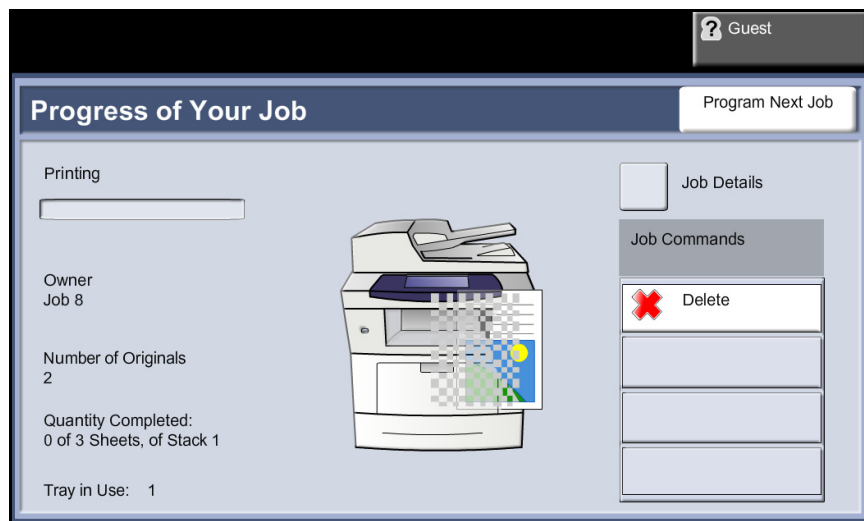 ? Guest
Progress of Your Job
Program Next Job
Printing
Job Details
Job Commands
Owner
Job 8
Delete
Number of Originals
2
Quantity Completed:
0 of 3 Sheets, of Stack 1
Tray in Use: 1